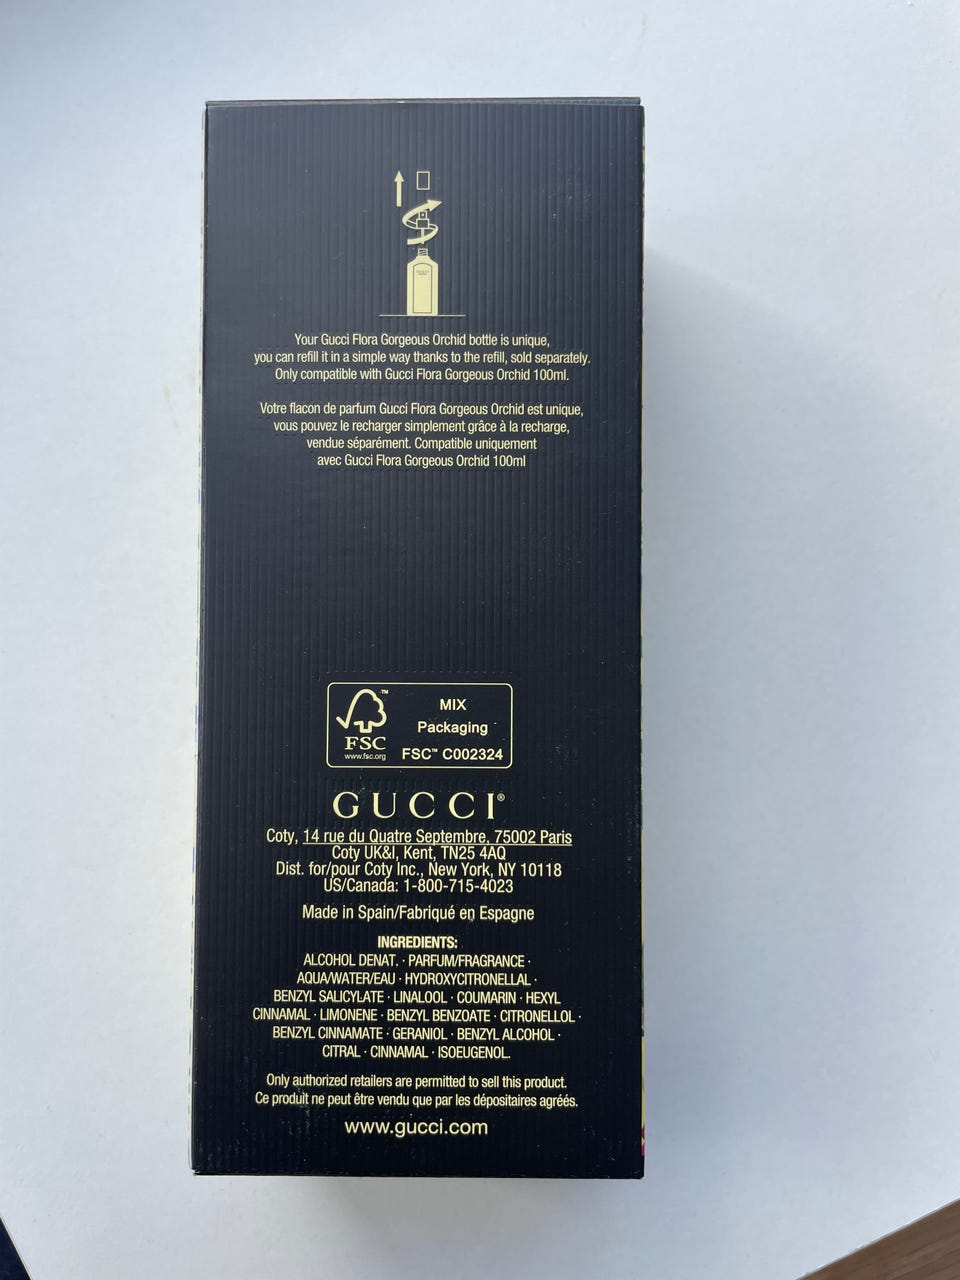 Your Gucci Flora Gorgeous Orchid bottle is unique,
you can refill it in a simple way thanks to the refill, sold separately.
Only compatible with Gucci Flora Gorgeous Orchid 100ml.
Votre flacon de parfum Gucci Flora Gorgeous Orchid est unique,
vous pouvez le recharger simplement grâce à la recharge,
vendue séparément. Compatible uniquement
avec Gucci Flora Gorgeous Orchid 100ml
™
FSC
www.fsc.org
MIX
Packaging
FSC™ C002324
GUCCI®
Coty, 14 rue du Quatre Septembre, 75002 Paris
Coty UK&I, Kent, TN25 4AQ
Dist. for/pour Coty Inc., New York, NY 10118
US/Canada: 1-800-715-4023
Made in Spain/Fabriqué en Espagne
INGREDIENTS:
ALCOHOL DENAT. · PARFUM/FRAGRANCE ·
AQUA/WATER/EAU · HYDROXYCITRONELLAL ·
BENZYL SALICYLATE · LINALOOL · COUMARIN · HEXYL
CINNAMAL · LIMONENE · BENZYL BENZOATE · CITRONELLOL ·
BENZYL CINNAMATE · GERANIOL · BENZYL ALCOHOL ·
CITRAL · CINNAMAL · ISOEUGENOL.
Only authorized retailers are permitted to sell this product.
Ce produit ne peut être vendu que par les dépositaires agréés.
www.gucci.com